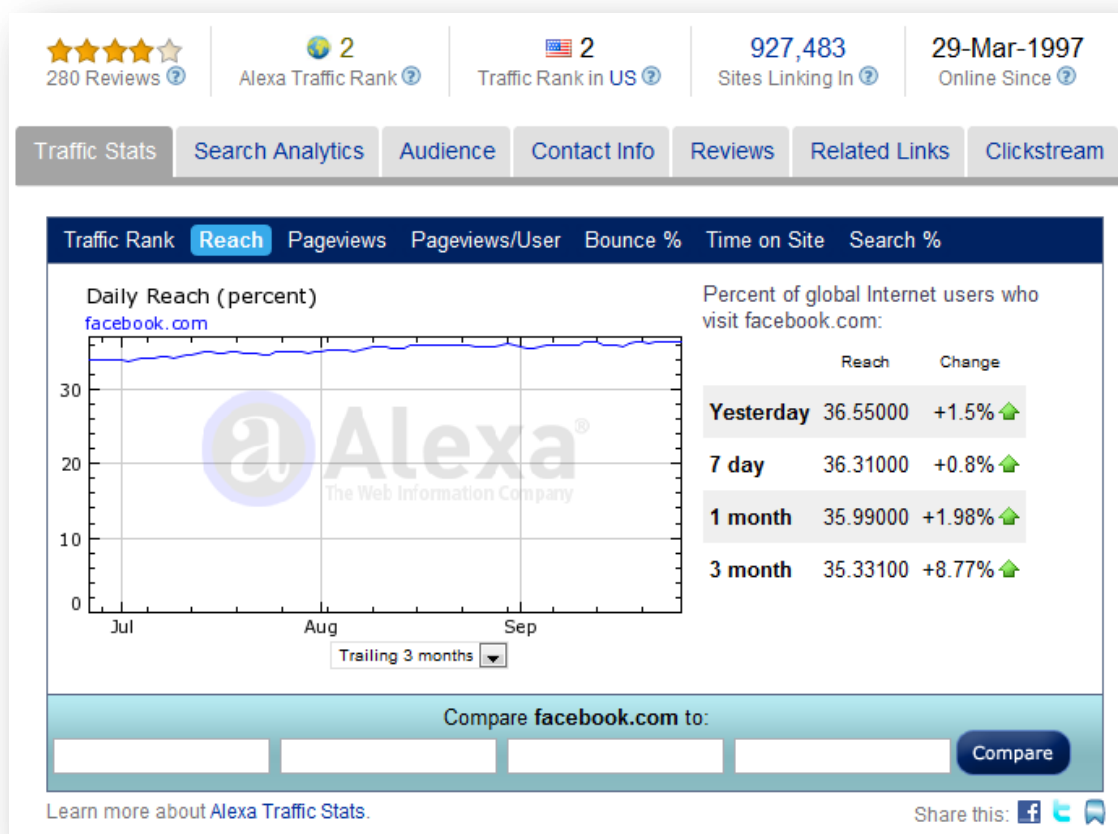 2 2 927,483 29-Mar-1997
280 Reviews Alexa Traffic Rank Traffic Rank in US Sites Linking In Online Since
Traffic Stats Search Analytics Audience Contact Info Reviews Related Links Clickstream
Traffic Rank Reach Pageviews Pageviews/User Bounce % Time on Site Search %
Daily Reach (percent)
facebook.com
30
20
10
0
Jul Aug Sep
a Alexa®
The Web Information Company
Trailing 3 months
Percent of global Internet users who
visit facebook.com:
Reach Change
Yesterday 36.55000 +1.5%
7 day 36.31000 +0.8%
1 month 35.99000 +1.98%
3 month 35.33100 +8.77%
Compare facebook.com to:
Compare
Learn more about Alexa Traffic Stats.
Share this: f t